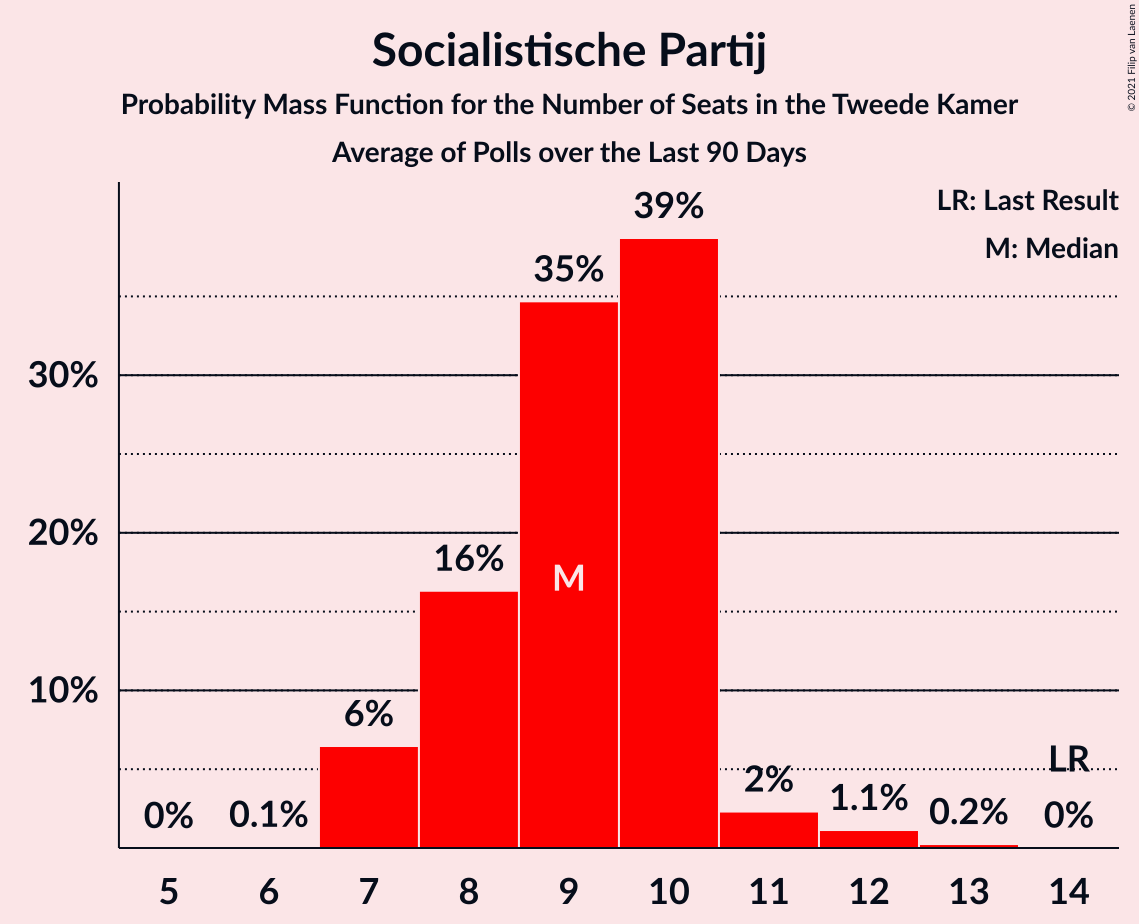 Socialistische Partij
Probability Mass Function for the Number of Seats in the Tweede Kamer
Average of Polls over the Last 90 Days
© 2021 Filip van Laenen
LR: Last Result
M: Median
39%
35%
30%
20%
16%
M
10%
6%
LR
2%
1.1%
0.2%
0%
0.1%
0%
5 6 7 8 9 10 11 12 13 14